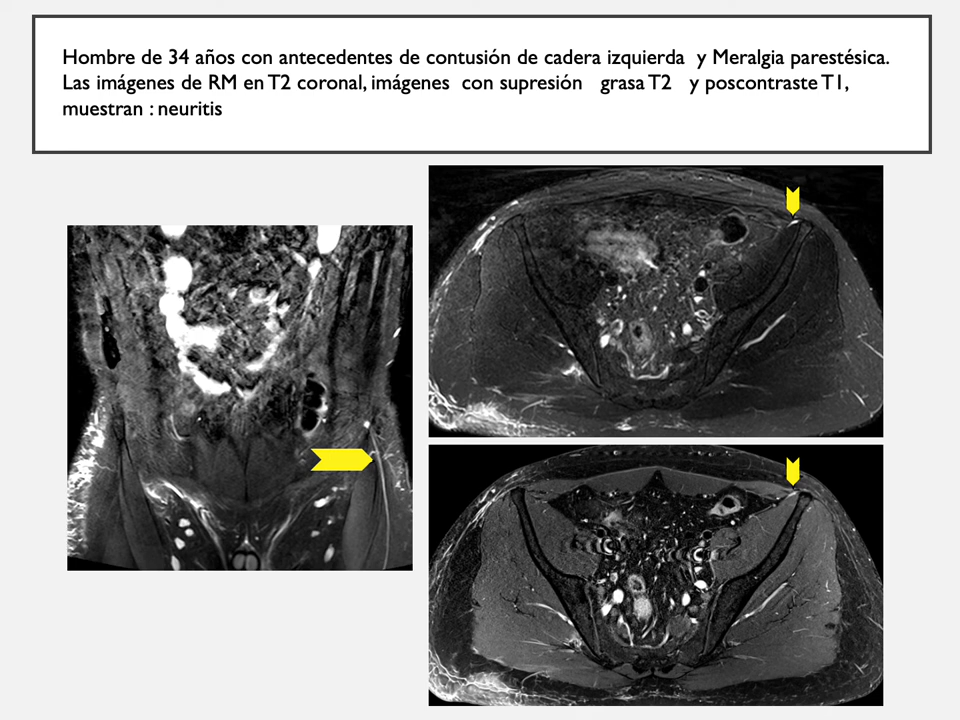 Hombre de 34 años con antecedentes de contusión de cadera izquierda y Meralgia parestésica.
Las imágenes de RM en T2 coronal, imágenes con supresión grasa T2 y poscontraste T1,
muestran : neuritis